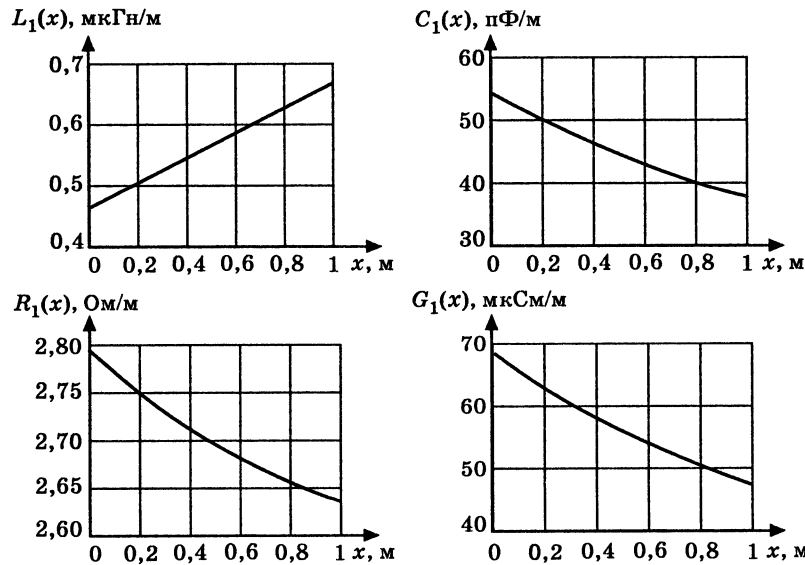 L₁(x), мкГн/м
0,7
0,6
0,5
0,4
0 0,2 0,4 0,6 0,8 1 x, м
C₁(x), пФ/м
60
50
40
30
0 0,2 0,4 0,6 0,8 1 x, м
R₁(x), Ом/м
2,80
2,75
2,70
2,65
2,60
0 0,2 0,4 0,6 0,8 1 x, м
G₁(x), мкСм/м
70
60
50
40
0 0,2 0,4 0,6 0,8 1 x, м